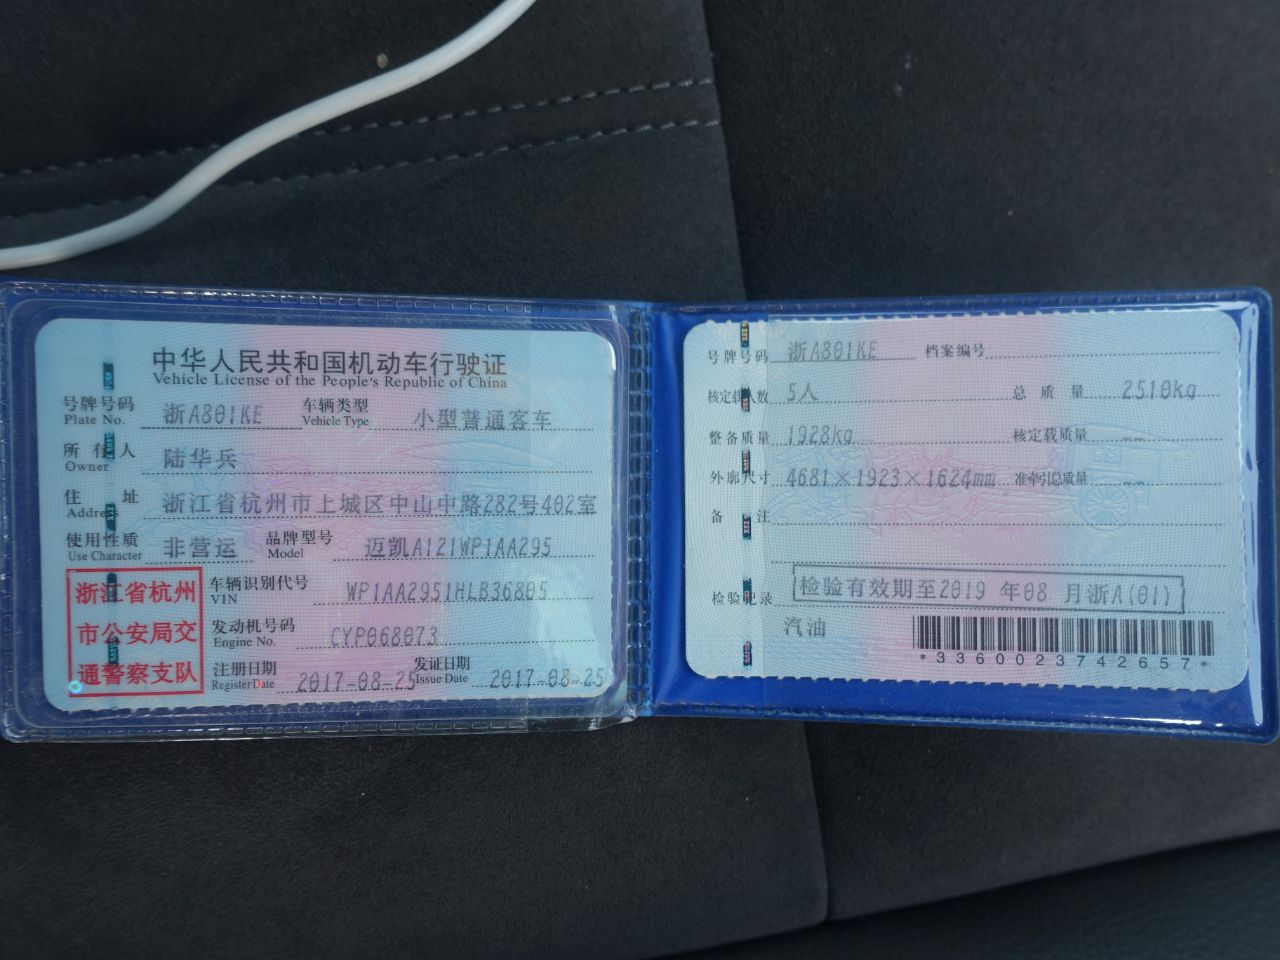 中华人民共和国机动车行驶证
Vehicle License of the People's Republic of China
号牌号码 浙A801KE 车辆类型 小型普通客车
Plate No. Vehicle Type
所有人 陆华兵
Owner
住址 浙江省杭州市上城区中山中路282号402室
Address
使用性质 非营运 品牌型号 迈凯A121WP1AA295
Use Character Model
浙江省杭州
市公安局交
通警察支队
车辆识别代号 WP1AA2951HLB36805
VIN
发动机号码 CYP068073
Engine No.
注册日期 2017-08-25 发证日期 2017-08-25
Register Date Issue Date
号牌号码 浙A801KE 档案编号
核定载人数 5人 总质量 2510kg
整备质量 1928kg 核定载质量 --
外廓尺寸 4681×1923×1624mm 准牵引总质量 --
备注
检验记录 检验有效期至2019 年08 月浙A(01)
汽油
*3360023742657*